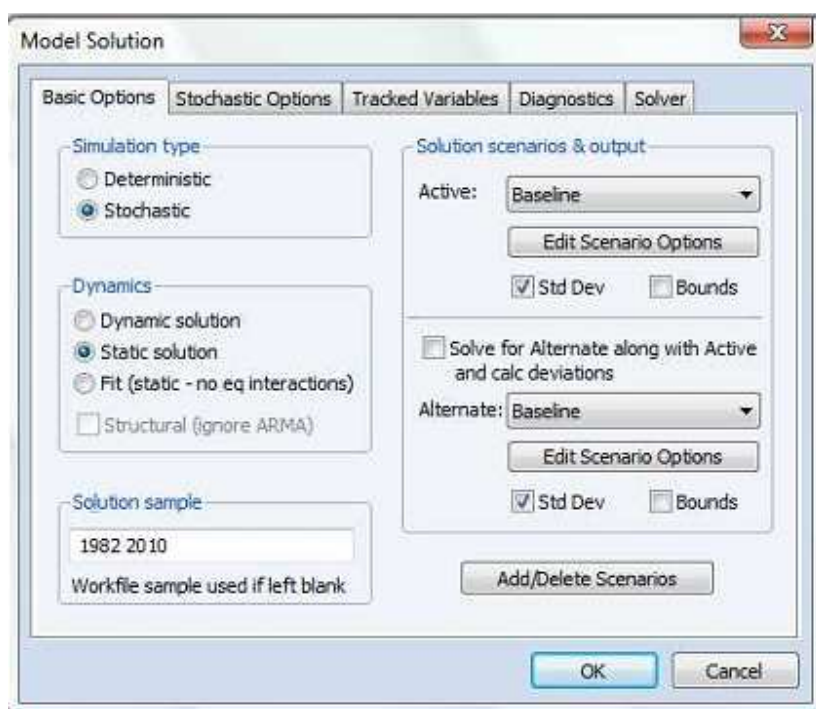 Model Solution
Basic Options
Stochastic Options
Tracked Variables
Diagnostics
Solver
Simulation type
Deterministic
Stochastic
Dynamics
Dynamic solution
Static solution
Fit (static - no eq interactions)
Structural (ignore ARMA)
Solution sample
1982 2010
Workfile sample used if left blank
Solution scenarios & output
Active: Baseline
Edit Scenario Options
Std Dev Bounds
Solve for Alternate along with Active
and calc deviations
Alternate: Baseline
Edit Scenario Options
Std Dev Bounds
Add/Delete Scenarios
OK
Cancel